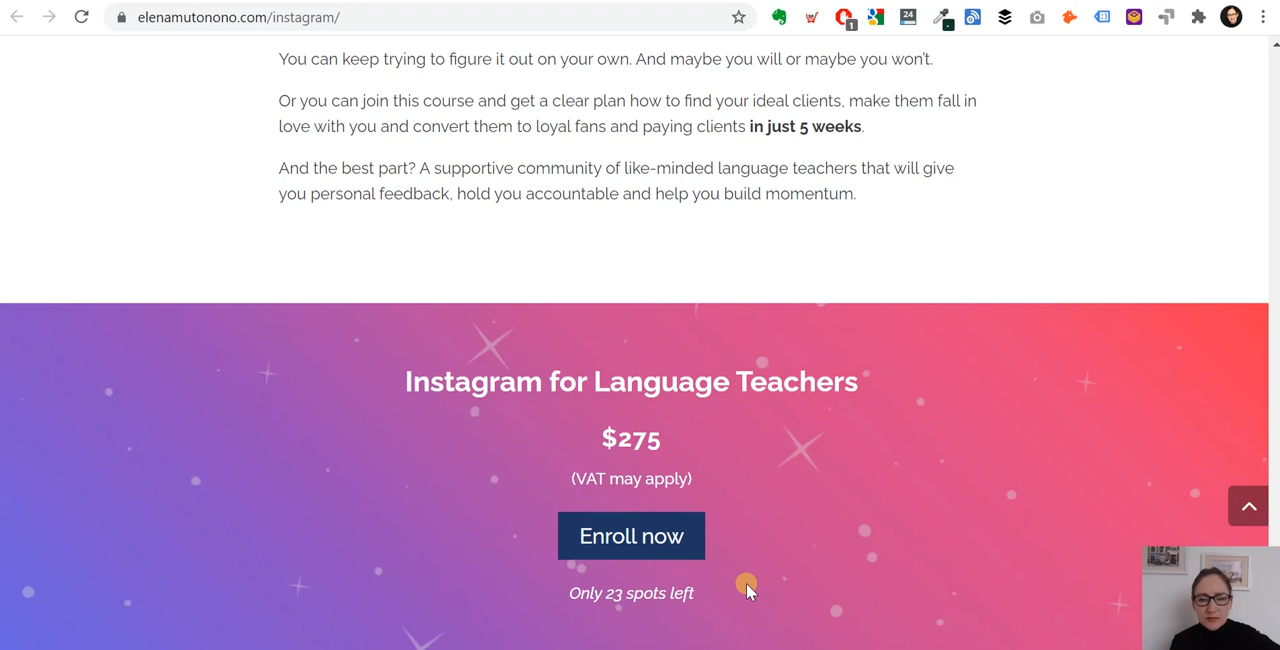 elenamutonono.com/instagram/
1
24
You can keep trying to figure it out on your own. And maybe you will or maybe you won't.
Or you can join this course and get a clear plan how to find your ideal clients, make them fall in
love with you and convert them to loyal fans and paying clients in just 5 weeks.
And the best part? A supportive community of like-minded language teachers that will give
you personal feedback, hold you accountable and help you build momentum.
Instagram for Language Teachers
$275
(VAT may apply)
Enroll now
Only 23 spots left